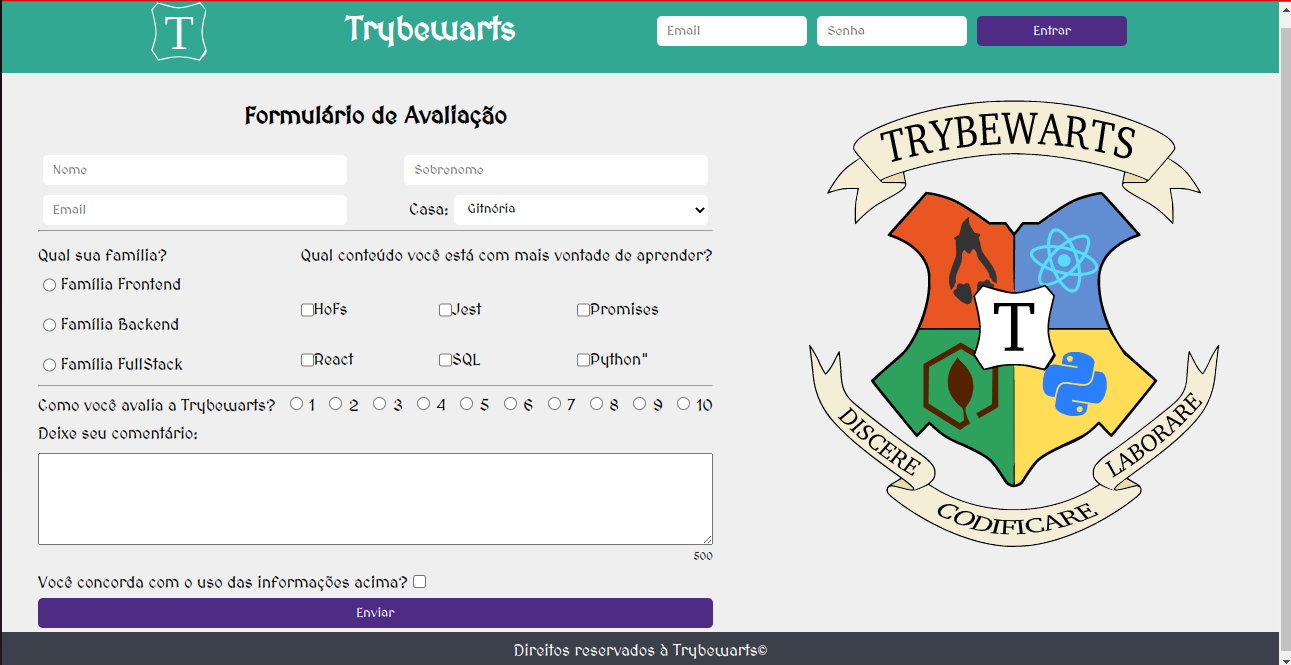 T
Trybewarts
Email
Senha
Entrar
Formulário de Avaliação
Nome
Sobrenome
Email
Casa: Gitnória
Qual sua família?
Família Frontend
Família Backend
Família FullStack
Qual conteúdo você está com mais vontade de aprender?
HoFs
Jest
Promises
React
SQL
Python"
Como você avalia a Trybewarts? 1 2 3 4 5 6 7 8 9 10
Deixe seu comentário:
500
Você concorda com o uso das informações acima?
Enviar
TRYBEWARTS
T
DISCERE
CODIFICARE
LABORARE
Direitos reservados à Trybewarts©